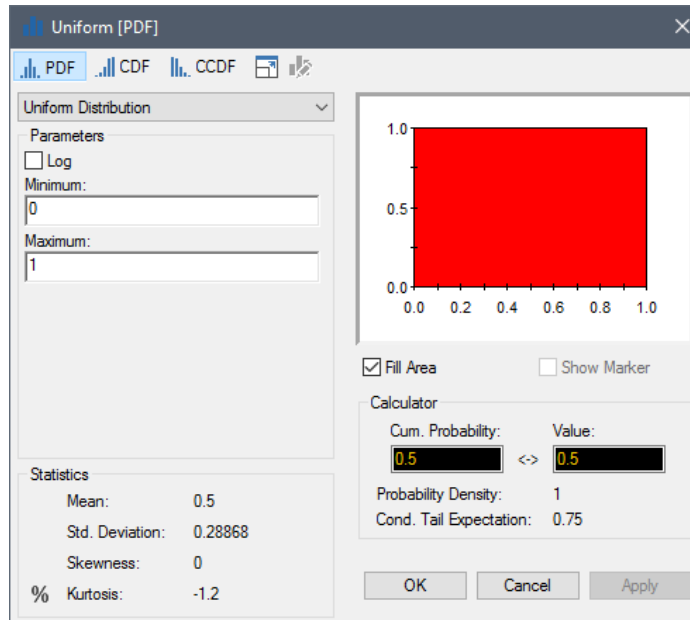 Uniform [PDF]
PDF CDF CCDF
Uniform Distribution
Parameters
Log
Minimum:
0
Maximum:
1
Statistics
Mean: 0.5
Std. Deviation: 0.28868
Skewness: 0
% Kurtosis: -1.2
1.0
0.5
0.0
0.0 0.2 0.4 0.6 0.8 1.0
Fill Area Show Marker
Calculator
Cum. Probability: Value:
0.5 <-> 0.5
Probability Density: 1
Cond. Tail Expectation: 0.75
OK Cancel Apply